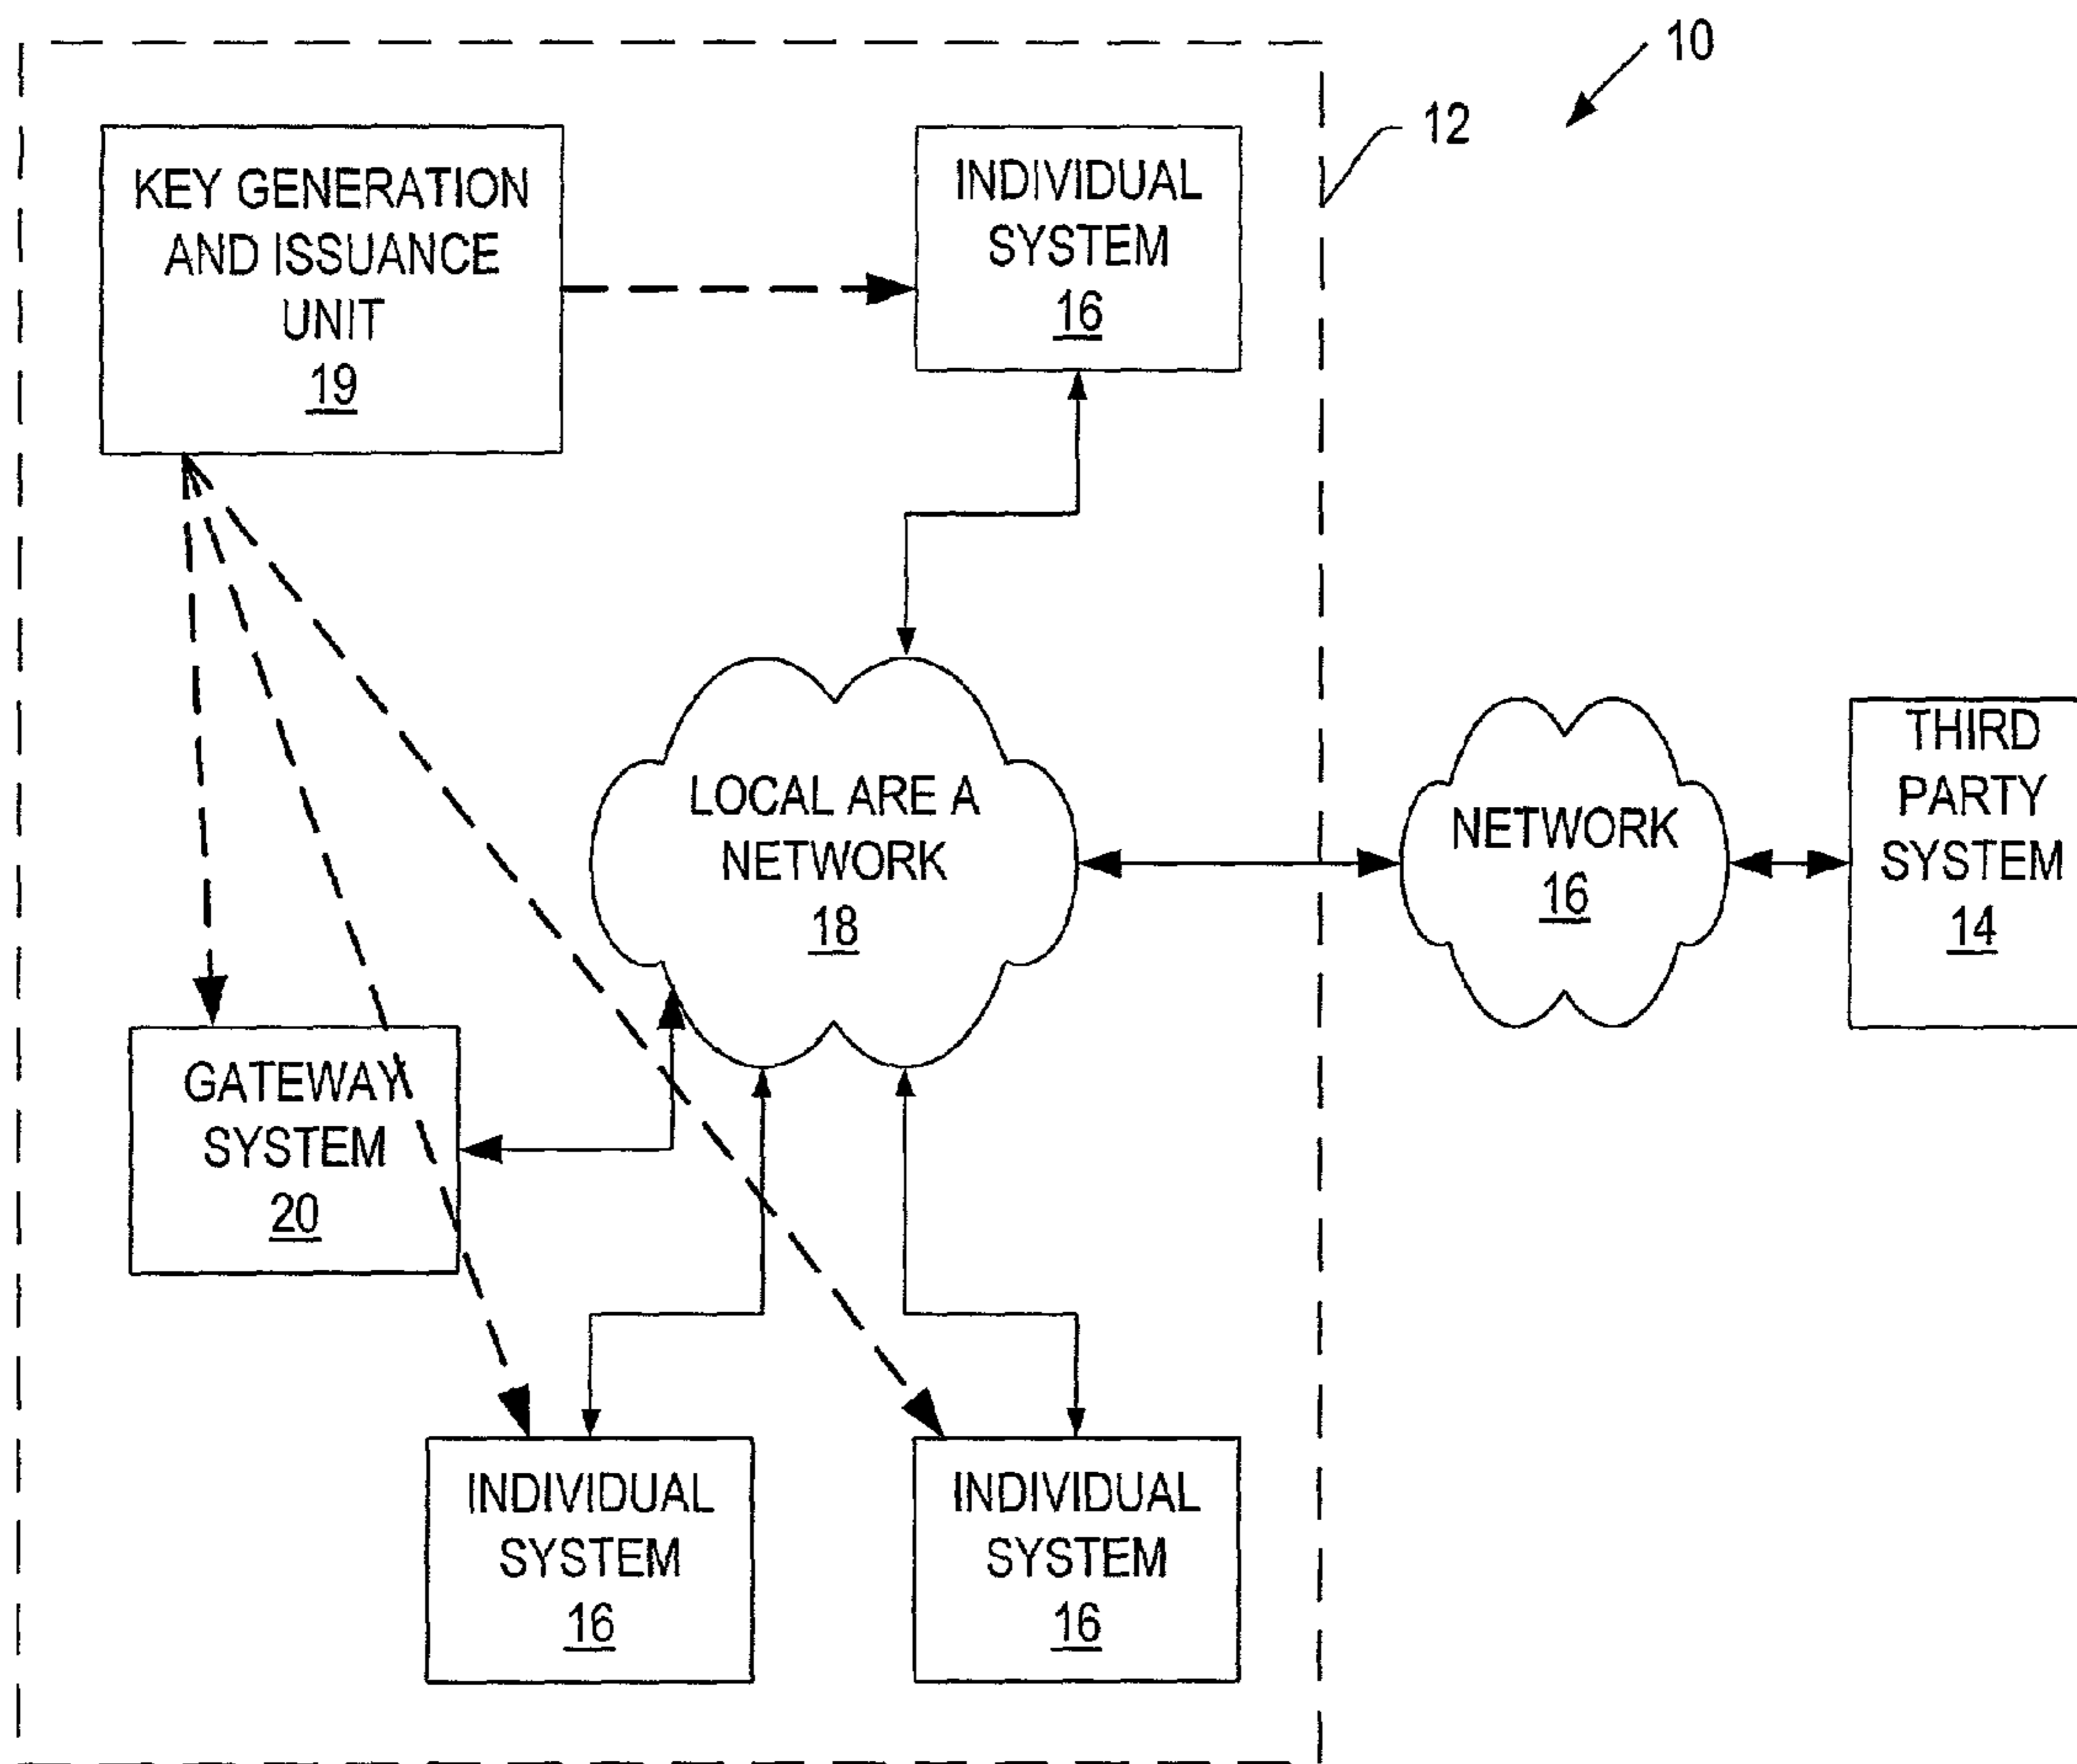 10
12
KEY GENERATION
AND ISSUANCE
UNIT
19
INDIVIDUAL
SYSTEM
16
LOCAL ARE A
NETWORK
18
NETWORK
16
THIRD
PARTY
SYSTEM
14
GATEWAY
SYSTEM
20
INDIVIDUAL
SYSTEM
16
INDIVIDUAL
SYSTEM
16